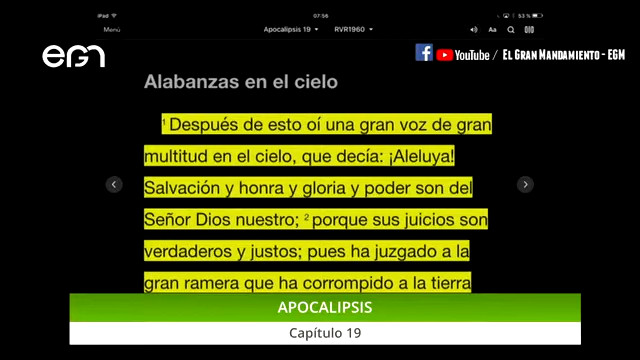 iPad
07:56
53 %
Menú
Apocalipsis 19
RVR1960
Aa
EGM
YouTube / El Gran Mandamiento - EGM
Alabanzas en el cielo
1 Después de esto oí una gran voz de gran
multitud en el cielo, que decía: ¡Aleluya!
Salvación y honra y gloria y poder son del
Señor Dios nuestro; 2 porque sus juicios son
verdaderos y justos; pues ha juzgado a la
gran ramera que ha corrompido a la tierra
APOCALIPSIS
Capítulo 19